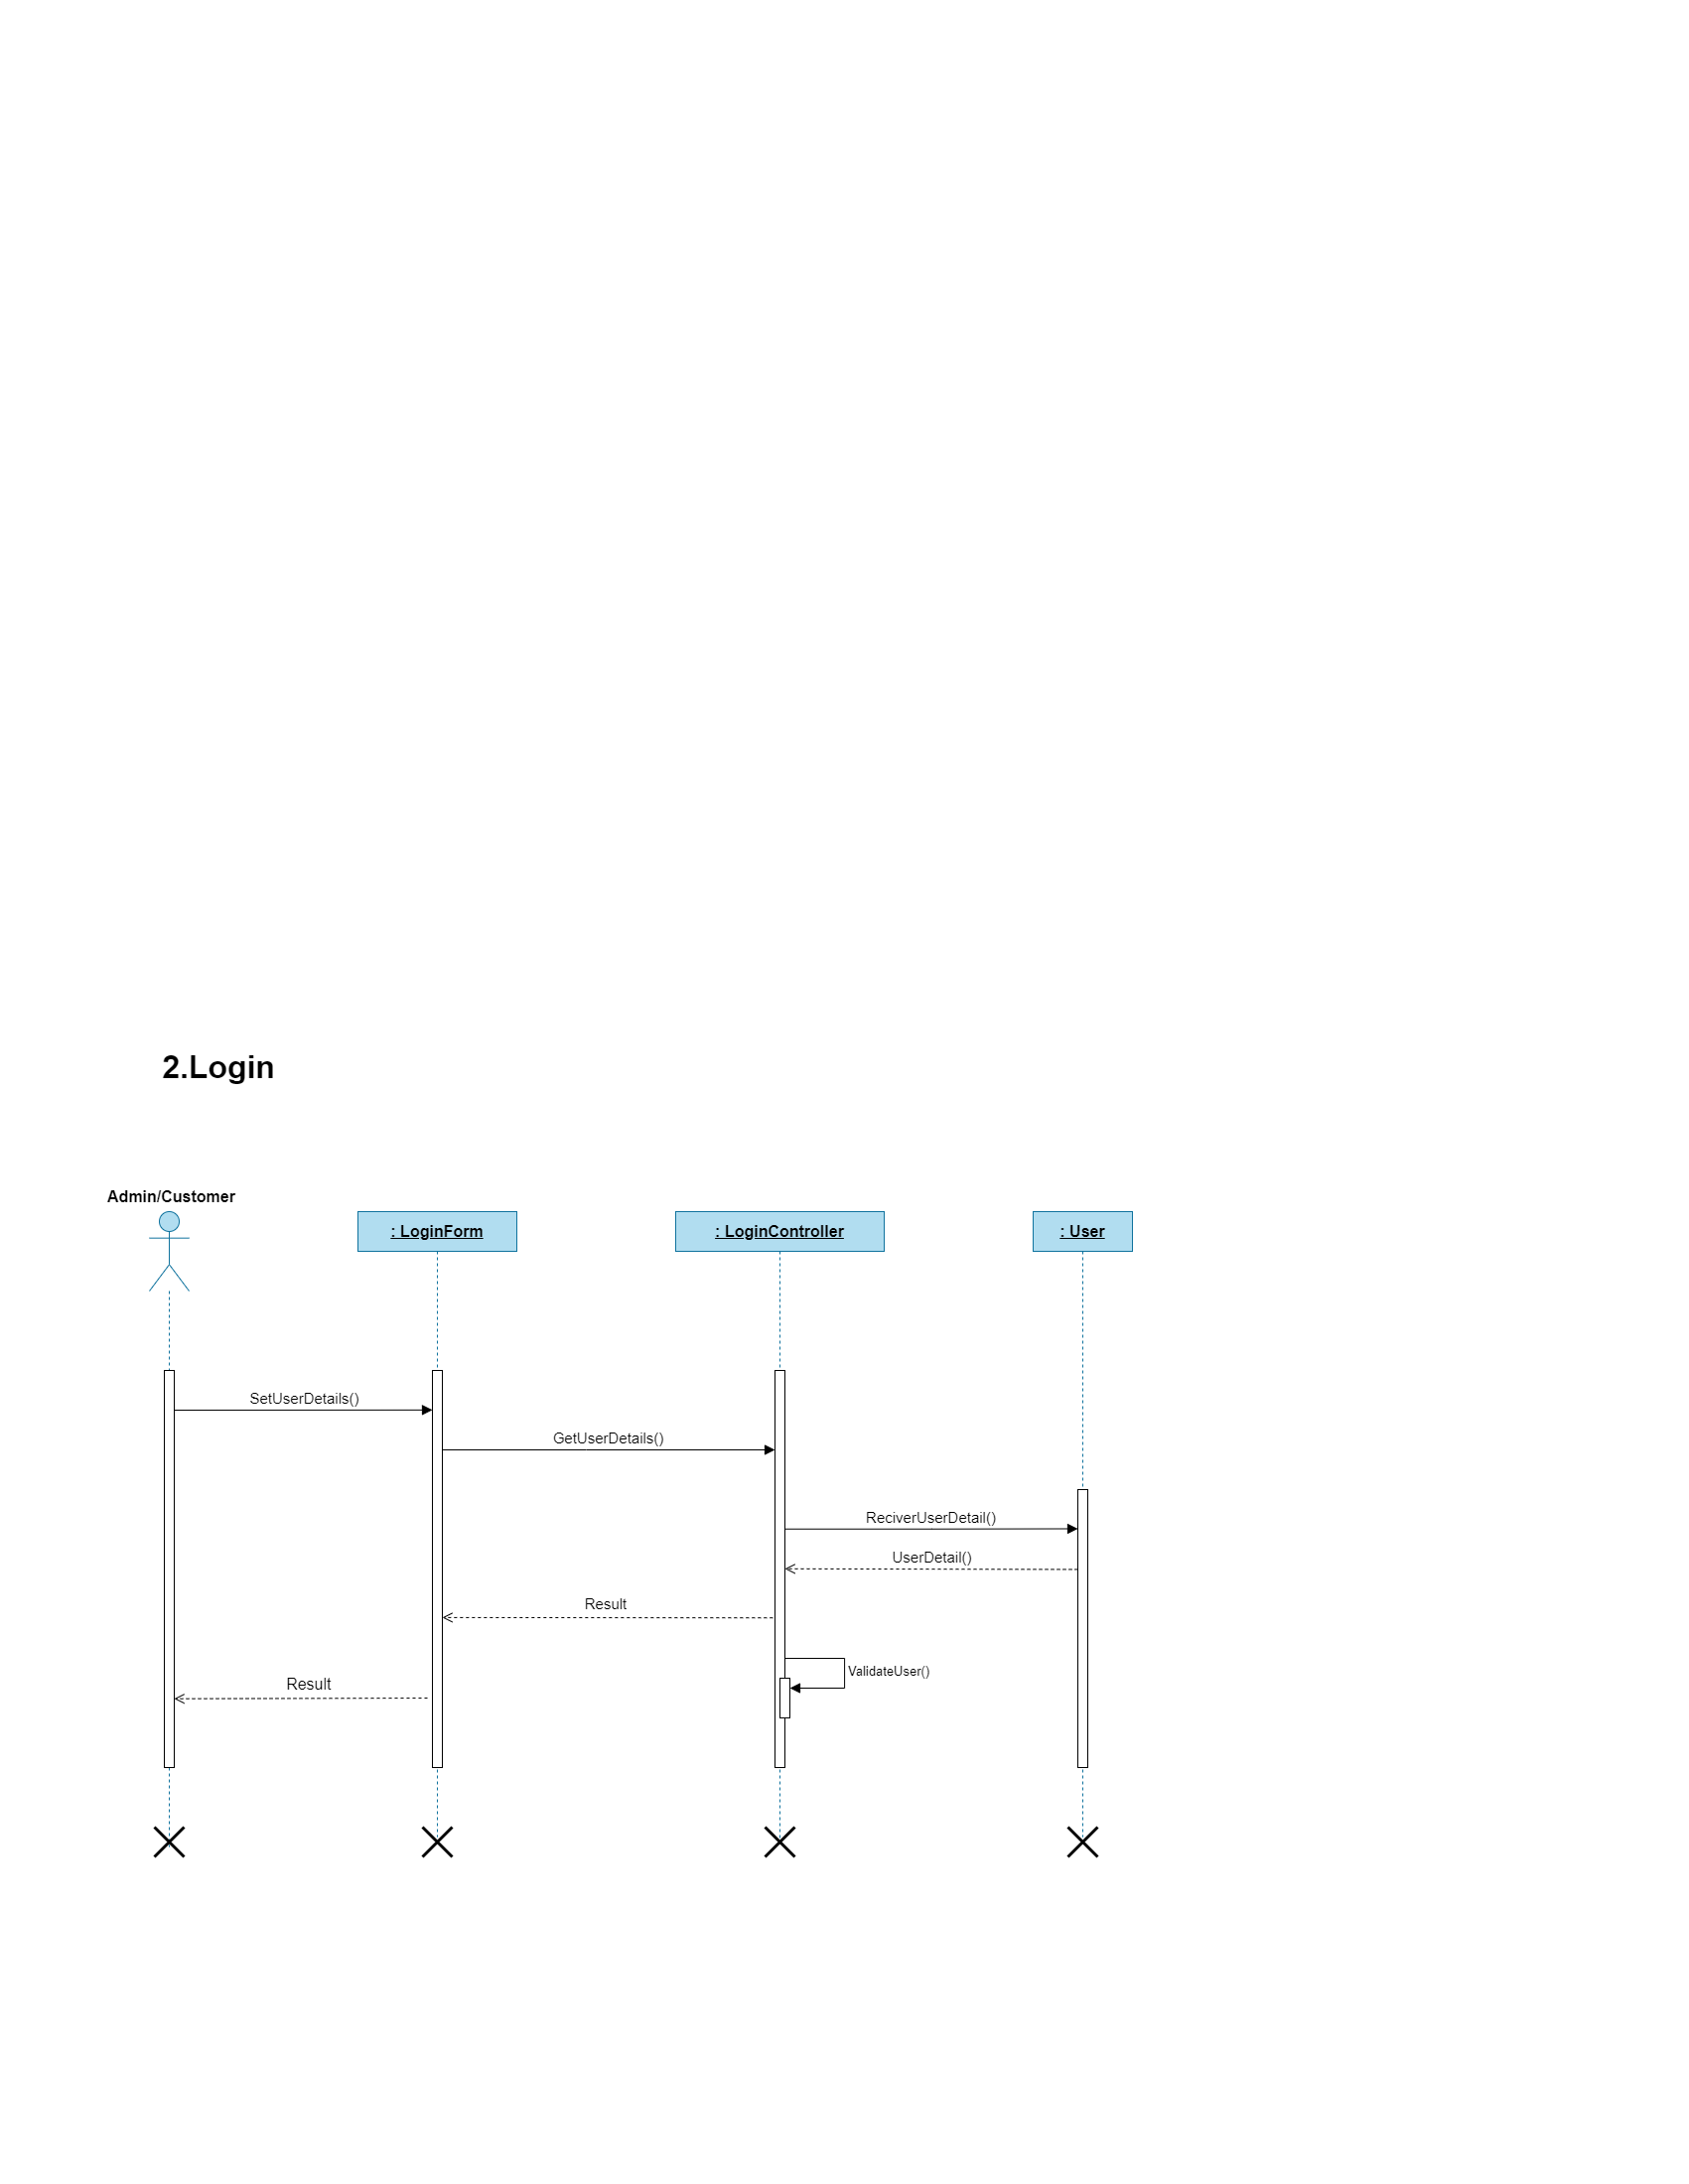 2.Login
Admin/Customer
: LoginForm
: LoginController
: User
SetUserDetails()
GetUserDetails()
ReciverUserDetail()
UserDetail()
Result
ValidateUser()
Result